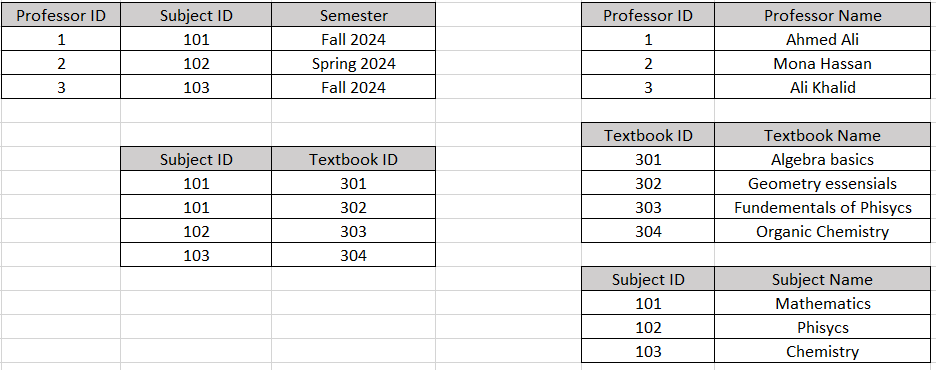 Professor ID Subject ID Semester
1 101 Fall 2024
2 102 Spring 2024
3 103 Fall 2024
Subject ID Textbook ID
101 301
101 302
102 303
103 304
Professor ID Professor Name
1 Ahmed Ali
2 Mona Hassan
3 Ali Khalid
Textbook ID Textbook Name
301 Algebra basics
302 Geometry essensials
303 Fundementals of Phisycs
304 Organic Chemistry
Subject ID Subject Name
101 Mathematics
102 Phisycs
103 Chemistry